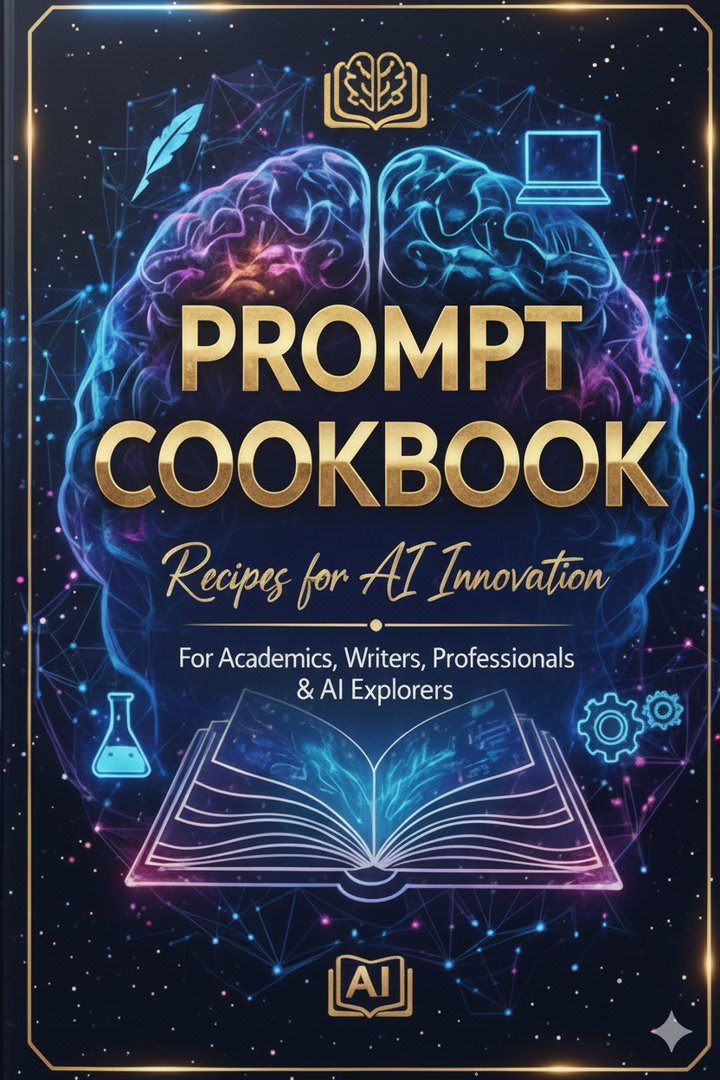 PROMPT
COOKBOOK
Recipes for AI Innovation
For Academics, Writers, Professionals
& AI Explorers
AI